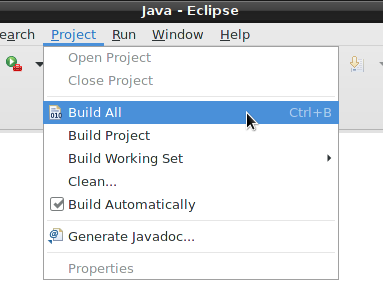 Java - Eclipse
earch Project Run Window Help
Open Project
Close Project
Build All Ctrl+B
Build Project
Build Working Set
Clean...
Build Automatically
Generate Javadoc...
Properties